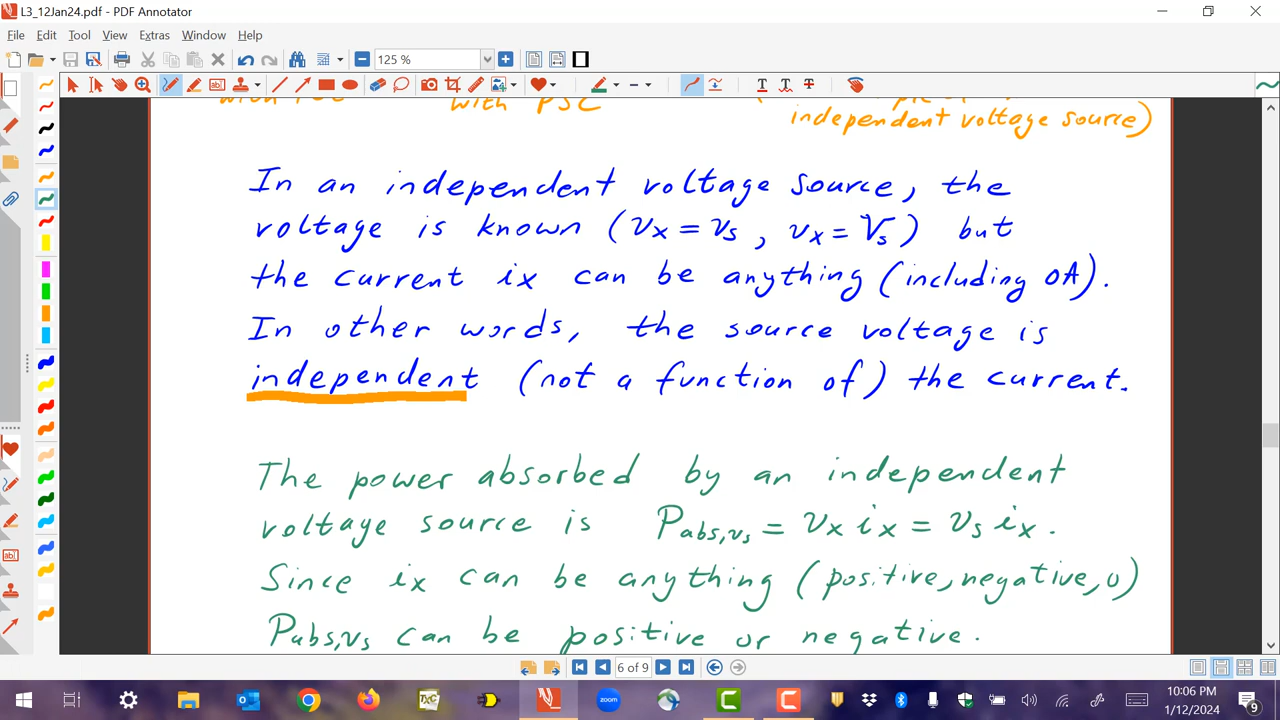 L3_12Jan24.pdf - PDF Annotator
File Edit Tool View Extras Window Help
125 %
with PSC
independent voltage source)
In an independent voltage source, the
voltage is known (vx = vs, vx = Vs) but
the current ix can be anything (including 0A).
In other words, the source voltage is
independent (not a function of) the current.
The power absorbed by an independent
voltage source is Pabs,vs = vx ix = vs ix.
Since ix can be anything (positive, negative, 0)
Pabs,vs can be positive or negative.
6 of 9
10:06 PM
1/12/2024
9